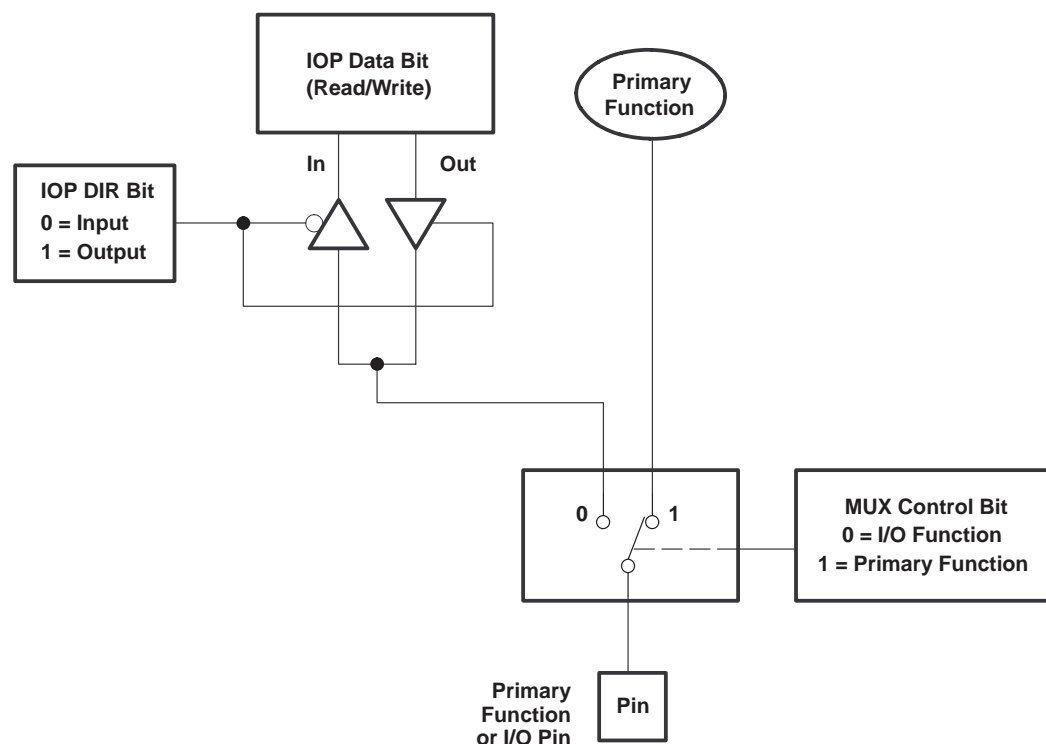 IOP Data Bit
(Read/Write)
Primary
Function
In
Out
IOP DIR Bit
0 = Input
1 = Output
0
1
MUX Control Bit
0 = I/O Function
1 = Primary Function
Primary
Function
or I/O Pin
Pin